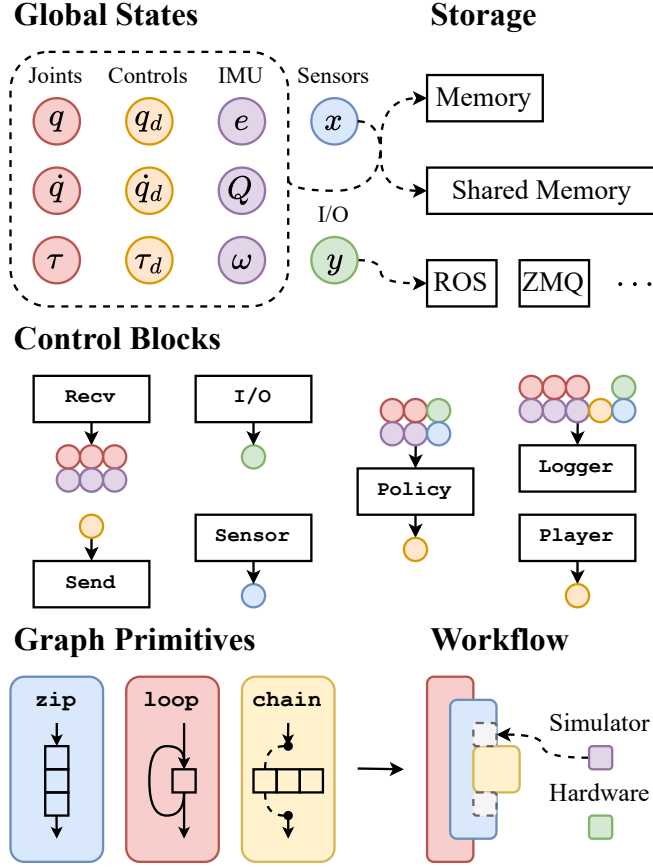 Global States
Storage
Joints Controls IMU Sensors
q q_d e x
Memory
q̇ q̇_d Q
Shared Memory
I/O
τ τ_d ω y
ROS ZMQ ...
Control Blocks
Recv I/O
Policy
Logger
Sensor
Player
Send
Graph Primitives
Workflow
zip loop chain
Simulator
Hardware